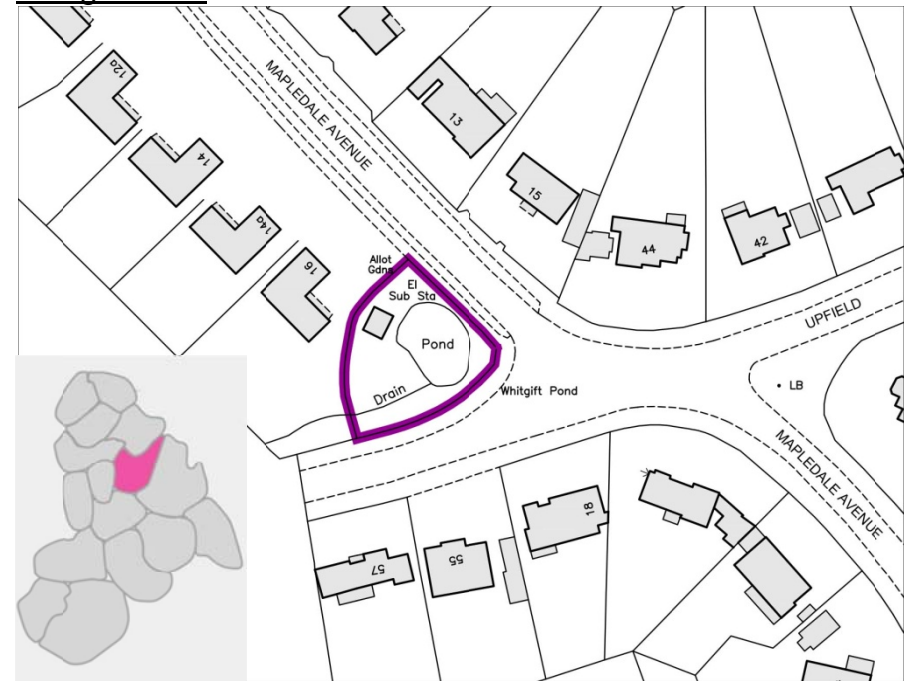 12a
MAPLEDALE AVENUE
13
14
15
14a
44
42
Allot
Gdns
16
El
Sub Sta
UPFIELD
Pond
Drain
Whitgift Pond
LB
MAPLEDALE AVENUE
18
57
55